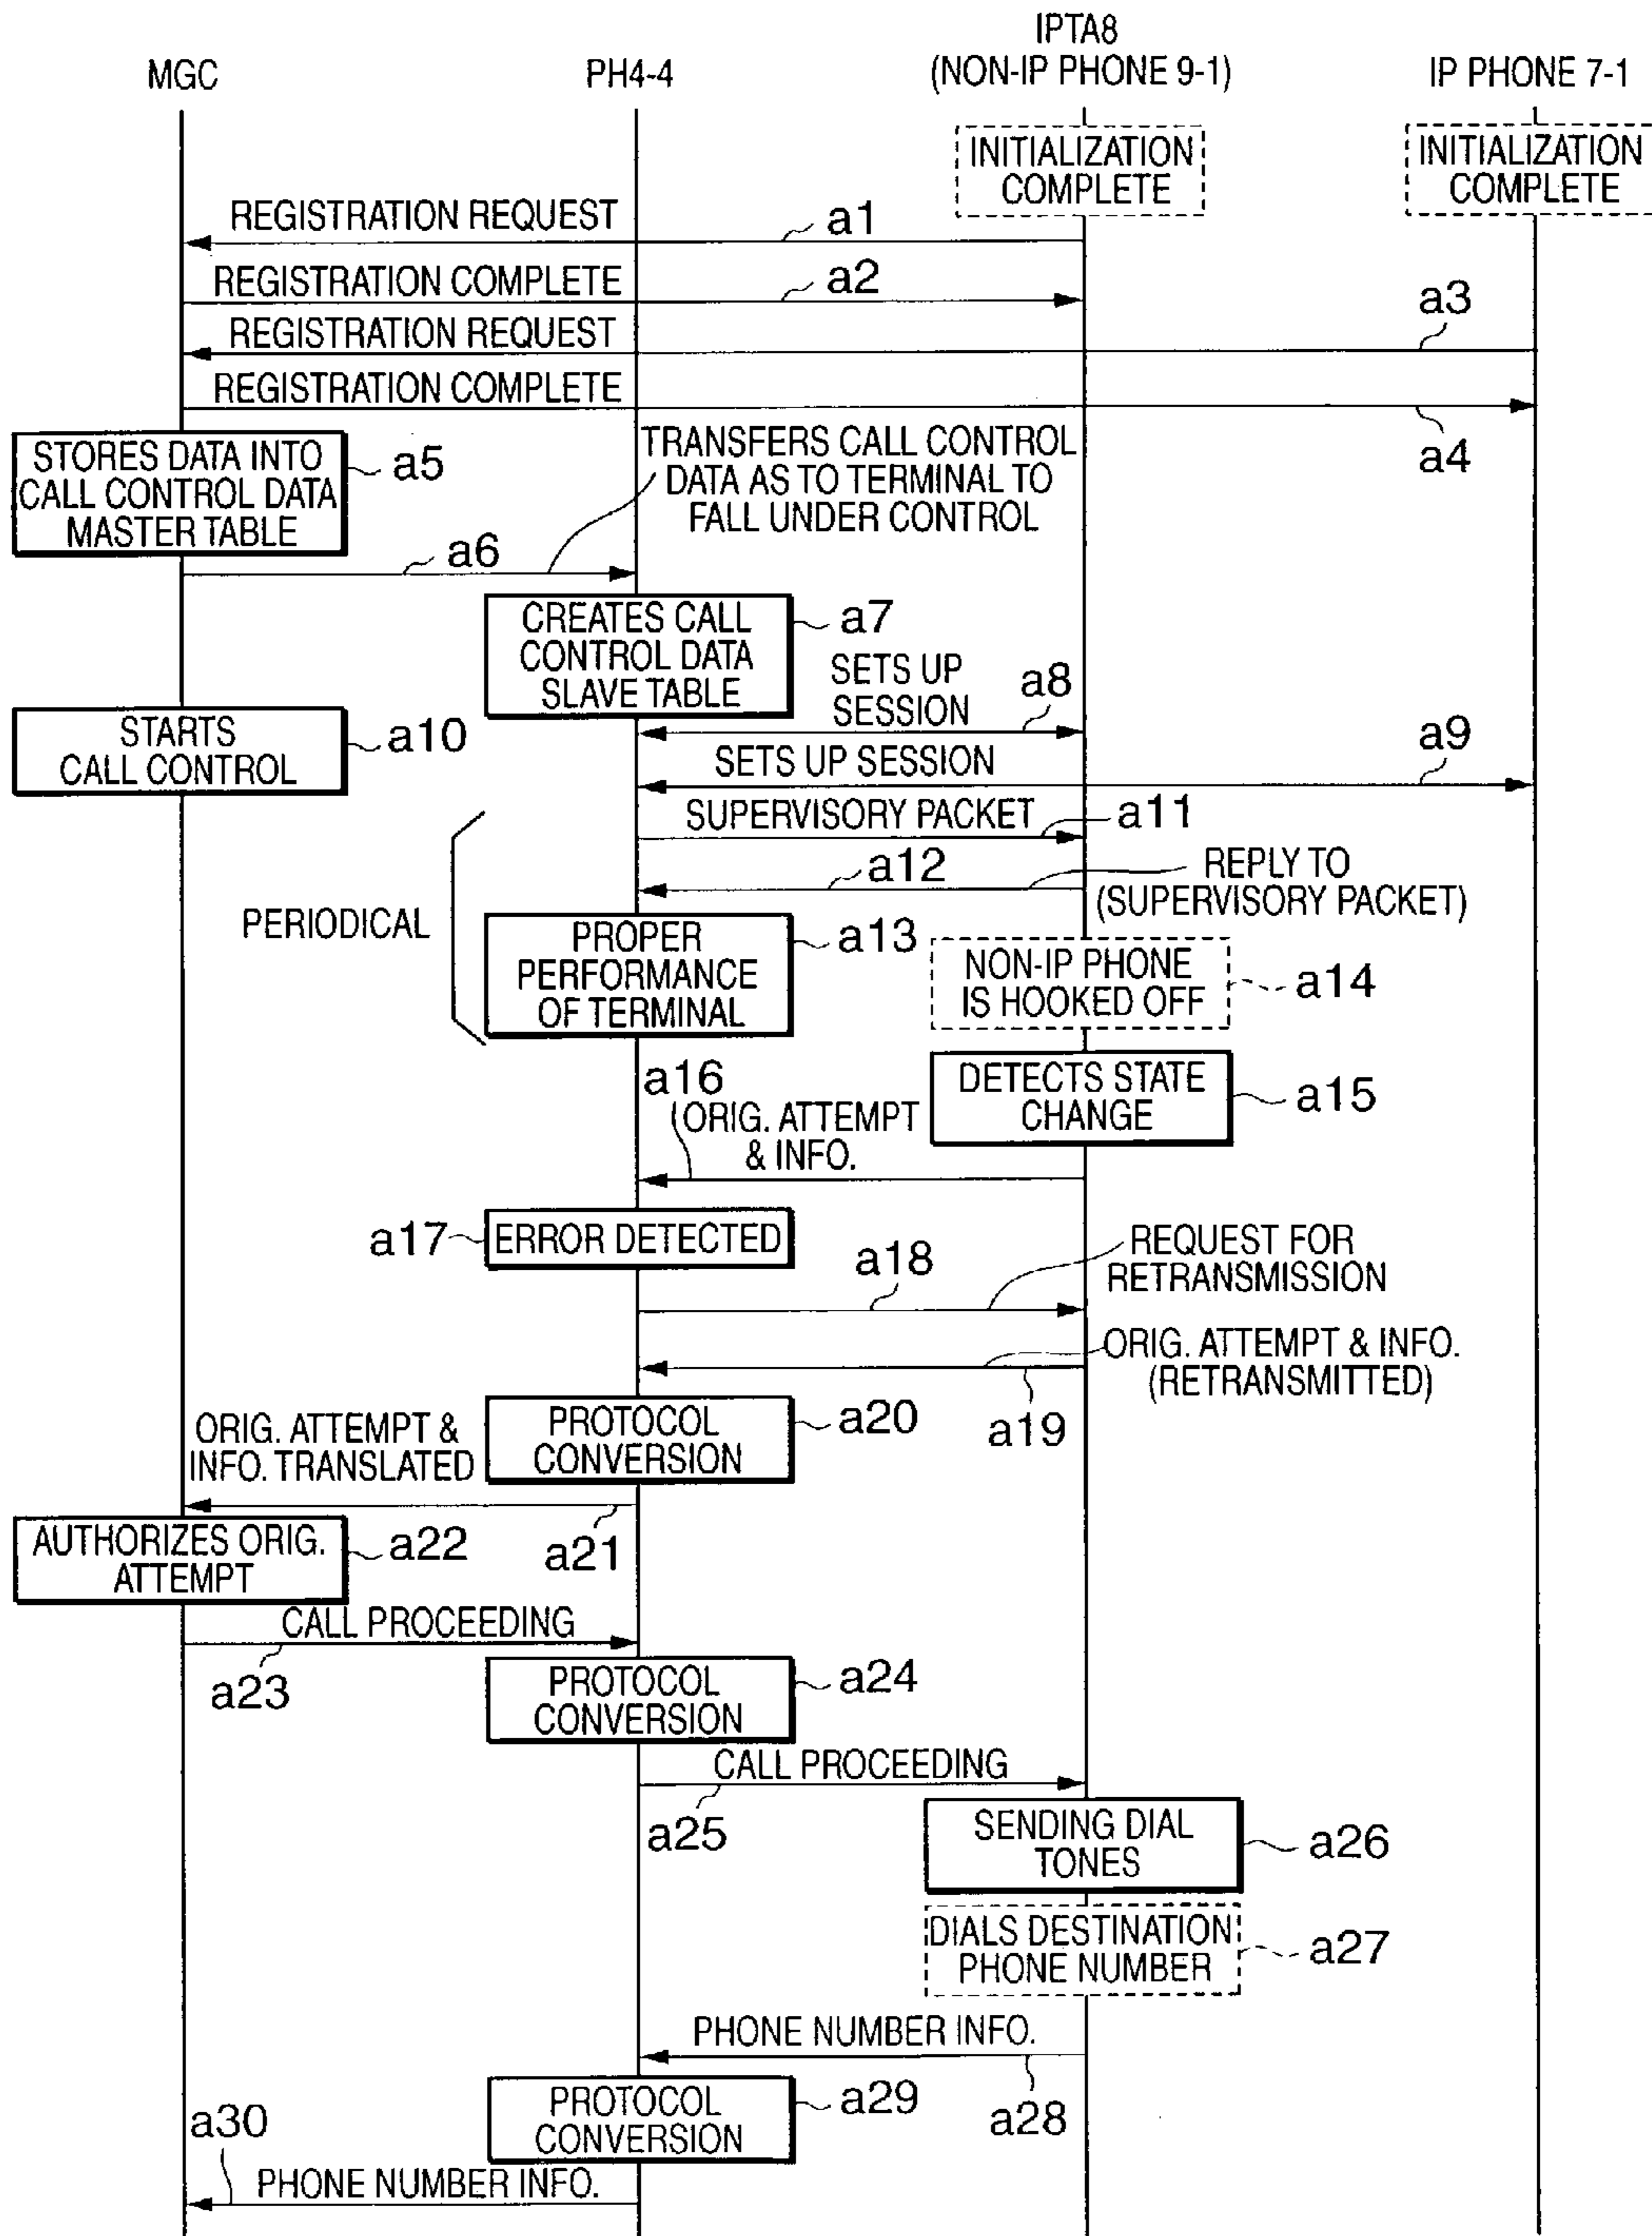 MGC
PH4-4
IPTA8
(NON-IP PHONE 9-1)
IP PHONE 7-1
INITIALIZATION
COMPLETE
INITIALIZATION
COMPLETE
REGISTRATION REQUEST
a1
REGISTRATION COMPLETE
a2
REGISTRATION REQUEST
a3
REGISTRATION COMPLETE
a4
STORES DATA INTO
CALL CONTROL DATA
MASTER TABLE
a5
TRANSFERS CALL CONTROL
DATA AS TO TERMINAL TO
FALL UNDER CONTROL
a6
CREATES CALL
CONTROL DATA
SLAVE TABLE
a7
SETS UP
SESSION
a8
STARTS
CALL CONTROL
a10
SETS UP SESSION
a9
SUPERVISORY PACKET
a11
a12
REPLY TO
(SUPERVISORY PACKET)
PERIODICAL
PROPER
PERFORMANCE
OF TERMINAL
a13
NON-IP PHONE
IS HOOKED OFF
a14
DETECTS STATE
CHANGE
a15
a16
ORIG. ATTEMPT
& INFO.
a17
ERROR DETECTED
a18
REQUEST FOR
RETRANSMISSION
ORIG. ATTEMPT & INFO.
(RETRANSMITTED)
a19
PROTOCOL
CONVERSION
a20
ORIG. ATTEMPT &
INFO. TRANSLATED
a21
AUTHORIZES ORIG.
ATTEMPT
a22
CALL PROCEEDING
a23
PROTOCOL
CONVERSION
a24
CALL PROCEEDING
a25
SENDING DIAL
TONES
a26
DIALS DESTINATION
PHONE NUMBER
a27
PHONE NUMBER INFO.
a28
PROTOCOL
CONVERSION
a29
a30
PHONE NUMBER INFO.